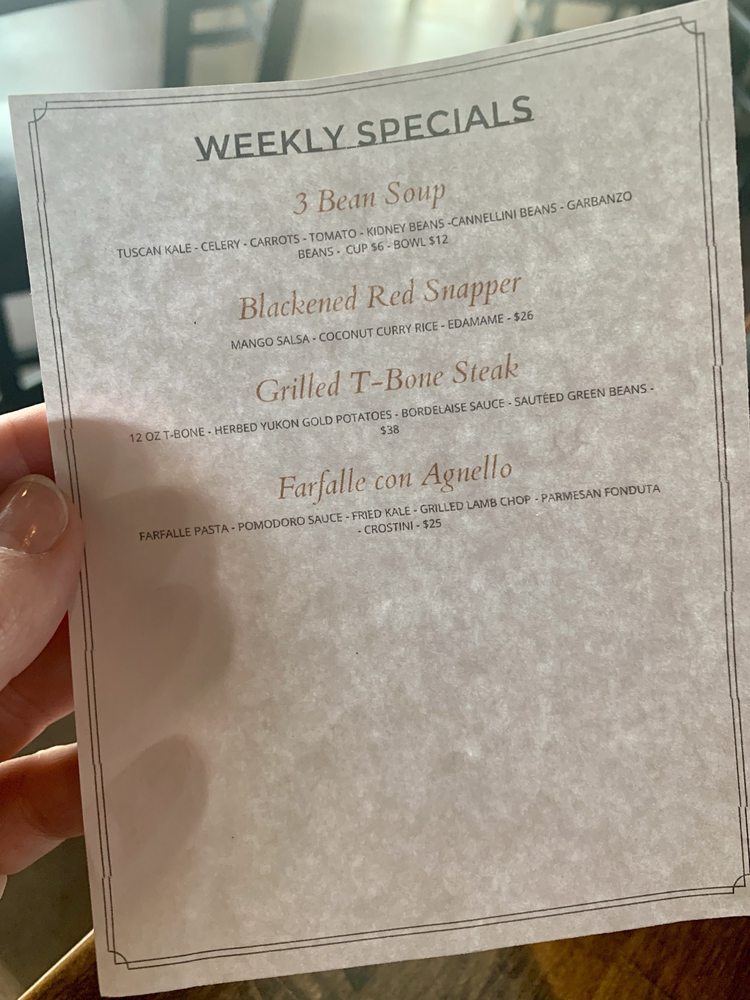 WEEKLY SPECIALS
3 Bean Soup
TUSCAN KALE - CELERY - CARROTS - TOMATO - KIDNEY BEANS -CANNELLINI BEANS - GARBANZO
BEANS - CUP $6 - BOWL $12
Blackened Red Snapper
MANGO SALSA - COCONUT CURRY RICE - EDAMAME - $26
Grilled T-Bone Steak
12 OZ T-BONE - HERBED YUKON GOLD POTATOES - BORDELAISE SAUCE - SAUTÉED GREEN BEANS -
$38
Farfalle con Agnello
FARFALLE PASTA - POMODORO SAUCE - FRIED KALE - GRILLED LAMB CHOP - PARMESAN FONDUTA
- CROSTINI - $25